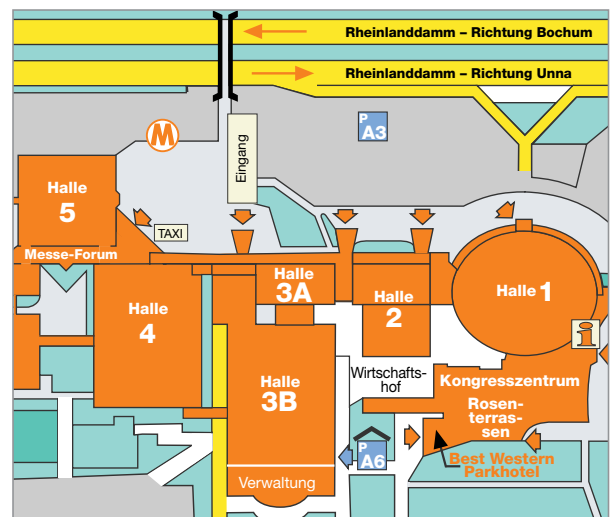 Rheinlanddamm – Richtung Bochum
Rheinlanddamm – Richtung Unna
P
A3
M
Eingang
Halle
5
TAXI
Messe-Forum
Halle
3A
Halle 1
Halle
4
Halle
2
i
Wirtschafts-
hof
Kongresszentrum
Halle
3B
Rosen-
terras-
sen
P
A6
Best Western
Parkhotel
Verwaltung